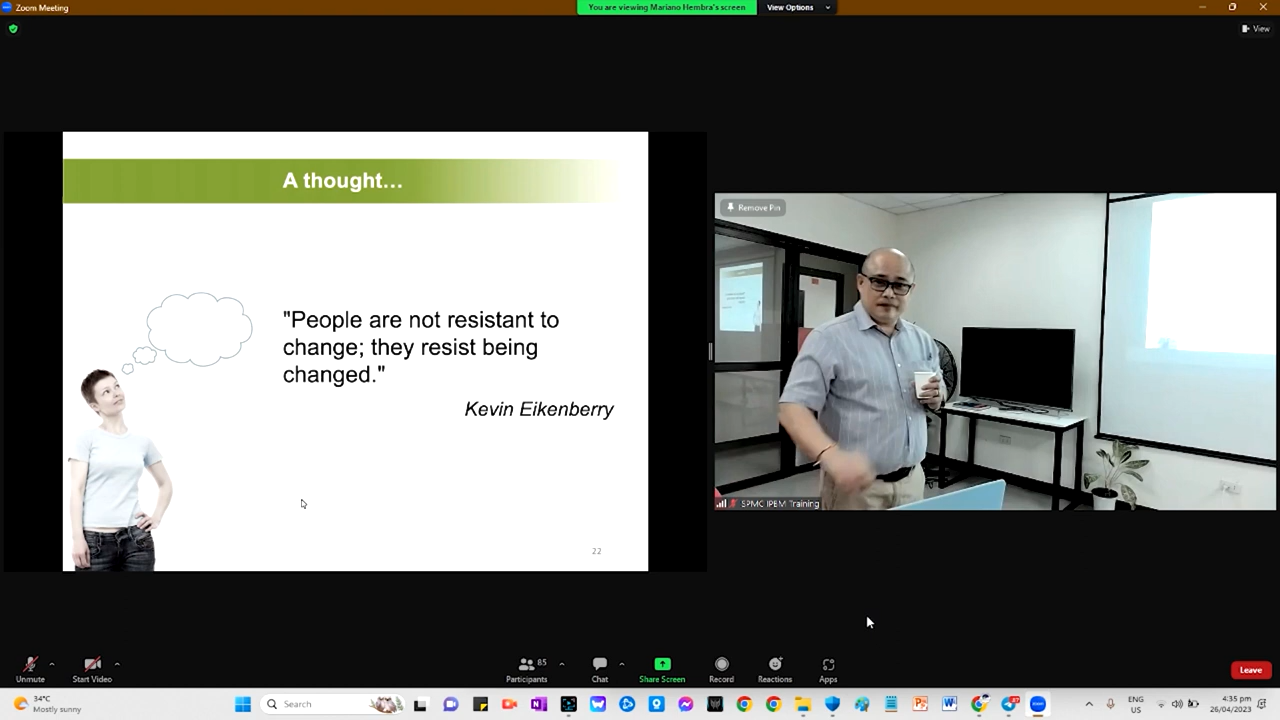 Zoom Meeting
You are viewing Mariano Hembra's screen
View Options
View
A thought...
"People are not resistant to
change; they resist being
changed."
Kevin Eikenberry
22
Remove Pin
SPMC IPBM Training
Unmute
Start Video
85
Participants
Chat
Share Screen
Record
Reactions
Apps
Leave
34°C
Mostly sunny
Search
ENG
US
4:35 pm
26/04/2023